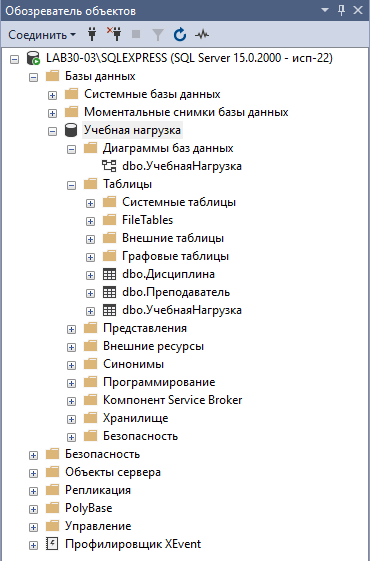 Обозреватель объектов
Соединить
LAB30-03\SQLEXPRESS (SQL Server 15.0.2000 - исп-22)
Базы данных
Системные базы данных
Моментальные снимки базы данных
Учебная нагрузка
Диаграммы баз данных
dbo.УчебнаяНагрузка
Таблицы
Системные таблицы
FileTables
Внешние таблицы
Графовые таблицы
dbo.Дисциплина
dbo.Преподаватель
dbo.УчебнаяНагрузка
Представления
Внешние ресурсы
Синонимы
Программирование
Компонент Service Broker
Хранилище
Безопасность
Безопасность
Объекты сервера
Репликация
PolyBase
Управление
Профилировщик XEvent